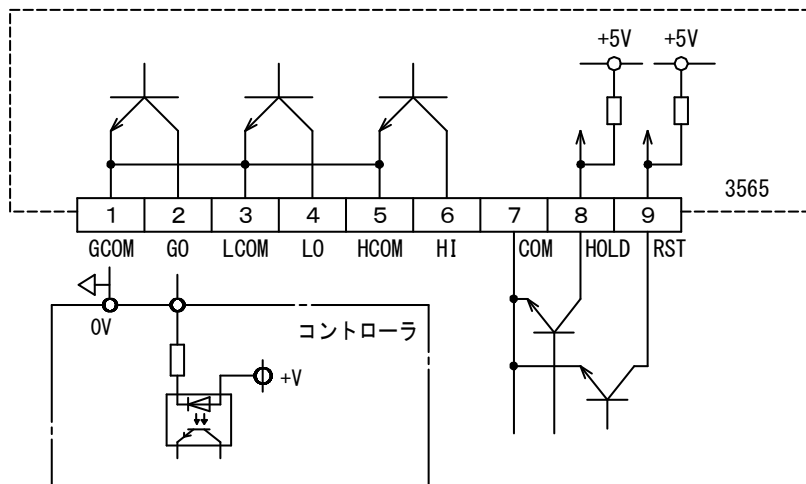 +5V +5V
3565
1 2 3 4 5 6 7 8 9
GCOM GO LCOM LO HCOM HI COM HOLD RST
0V
コントローラ
+V